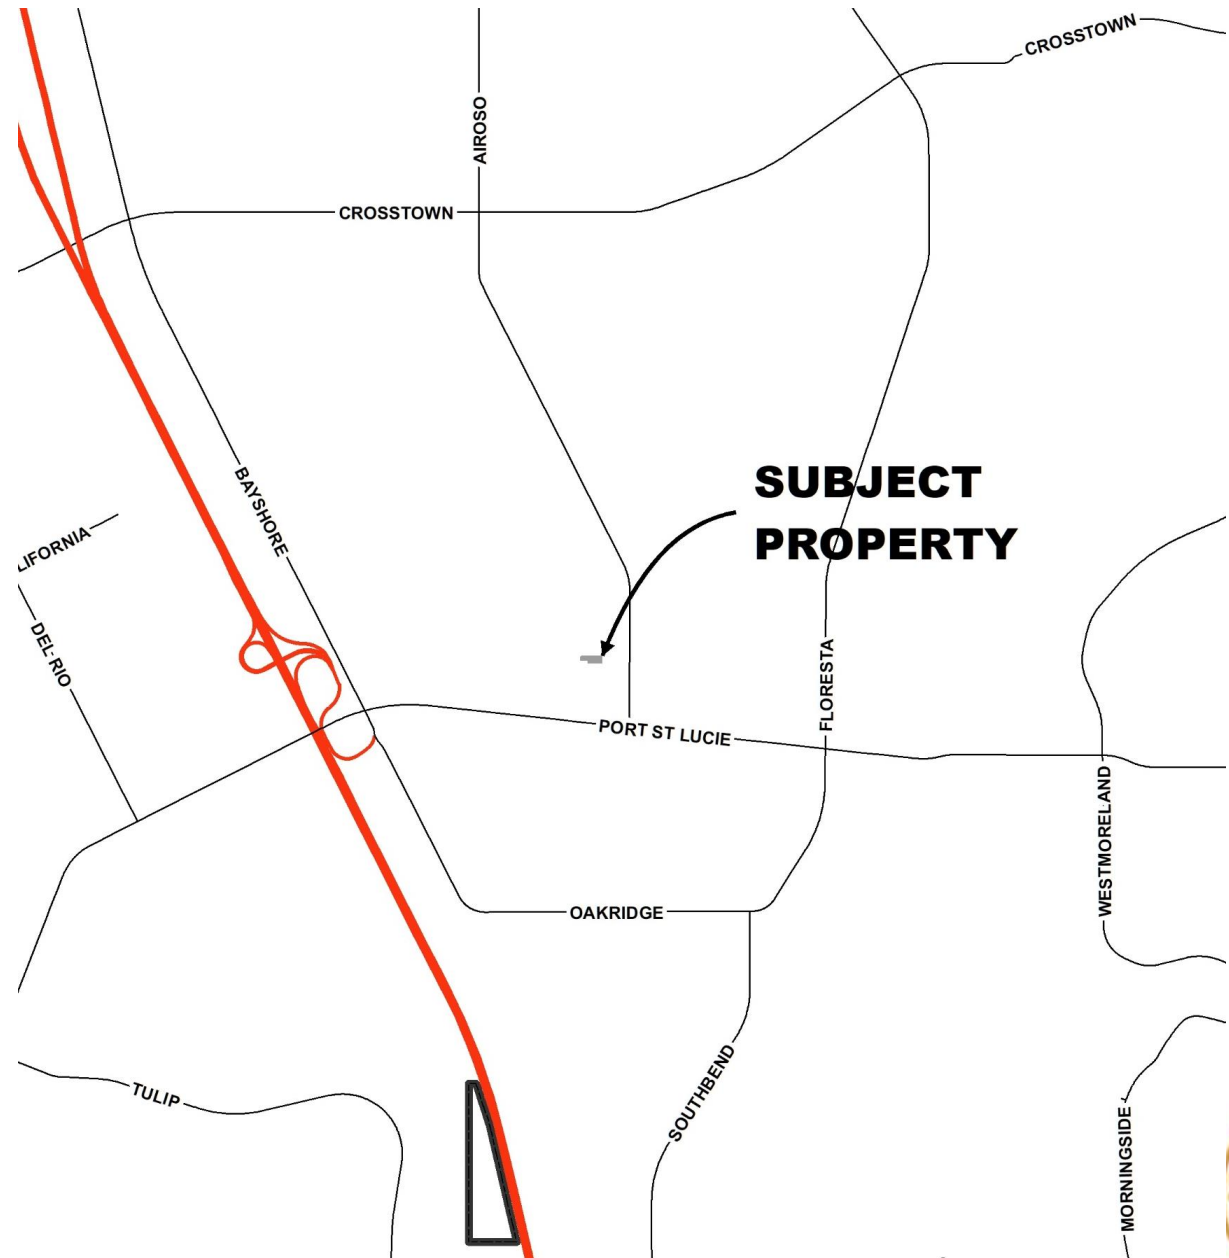 CROSSTOWN
AIROSO
CROSSTOWN
BAYSHORE
SUBJECT
PROPERTY
LIFORNIA
DEL RIO
FLORESTA
PORT ST LUCIE
WESTMORELAND
OAKRIDGE
SOUTHBEND
TULIP
MORNINGSIDE